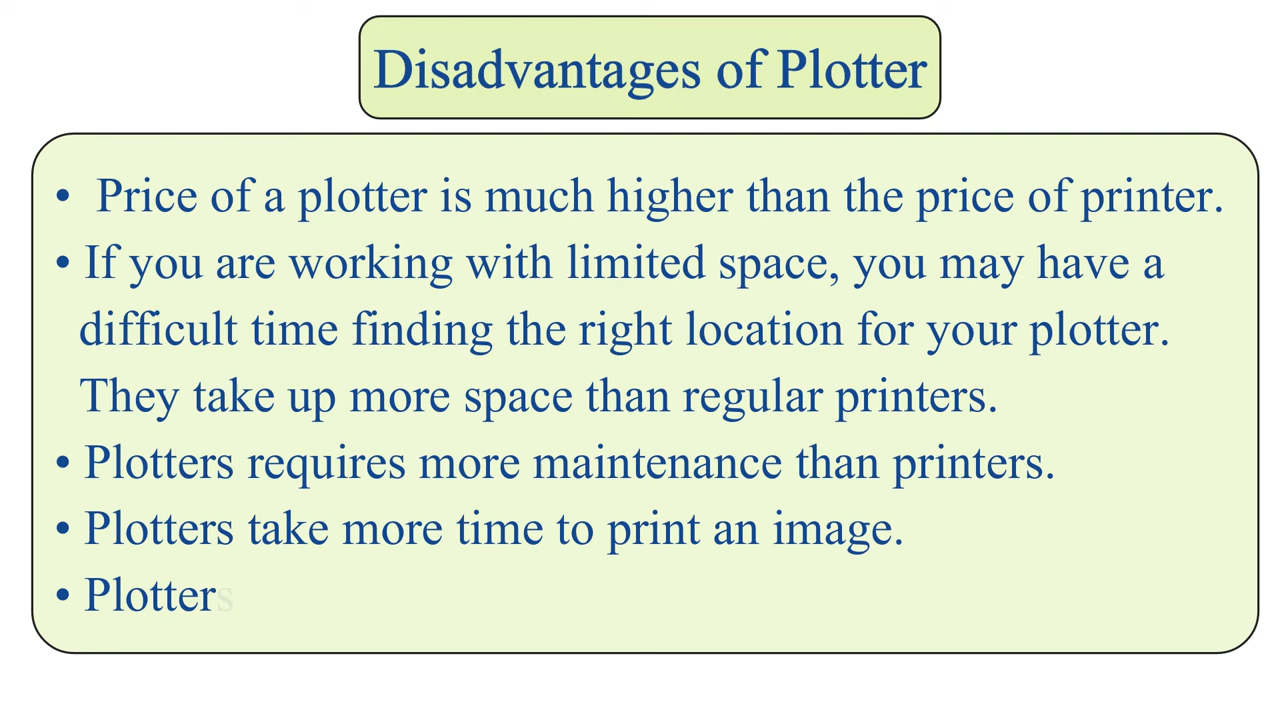 Disadvantages of Plotter
• Price of a plotter is much higher than the price of printer.
• If you are working with limited space, you may have a
difficult time finding the right location for your plotter.
They take up more space than regular printers.
• Plotters requires more maintenance than printers.
• Plotters take more time to print an image.
• Plotters